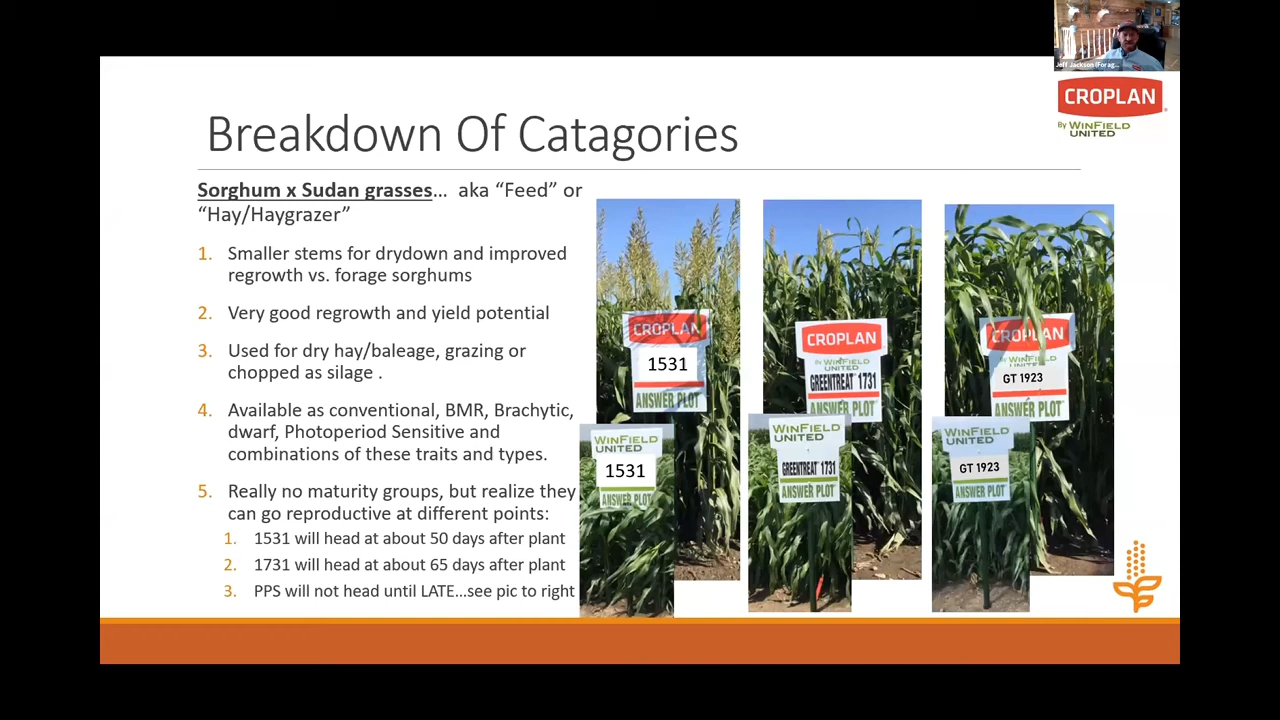 Jeff Jackson (Forag...
CROPLAN
By WINFIELD
UNITED
Breakdown Of Catagories
Sorghum x Sudan grasses… aka “Feed” or
“Hay/Haygrazer”
1. Smaller stems for drydown and improved
regrowth vs. forage sorghums
2. Very good regrowth and yield potential
3. Used for dry hay/baleage, grazing or
chopped as silage .
4. Available as conventional, BMR, Brachytic,
dwarf, Photoperiod Sensitive and
combinations of these traits and types.
5. Really no maturity groups, but realize they
can go reproductive at different points:
1. 1531 will head at about 50 days after plant
2. 1731 will head at about 65 days after plant
3. PPS will not head until LATE…see pic to right
CROPLAN
1531
ANSWER PLOT
WINFIELD
UNITED
1531
ANSWER PLOT
CROPLAN
By WINFIELD
UNITED
GREENTREAT 1731
ANSWER PLOT
WINFIELD
UNITED
GREENTREAT 1731
ANSWER PLOT
CROPLAN
By WINFIELD
UNITED
GT 1923
ANSWER PLOT
WINFIELD
UNITED
GT 1923
ANSWER PLOT